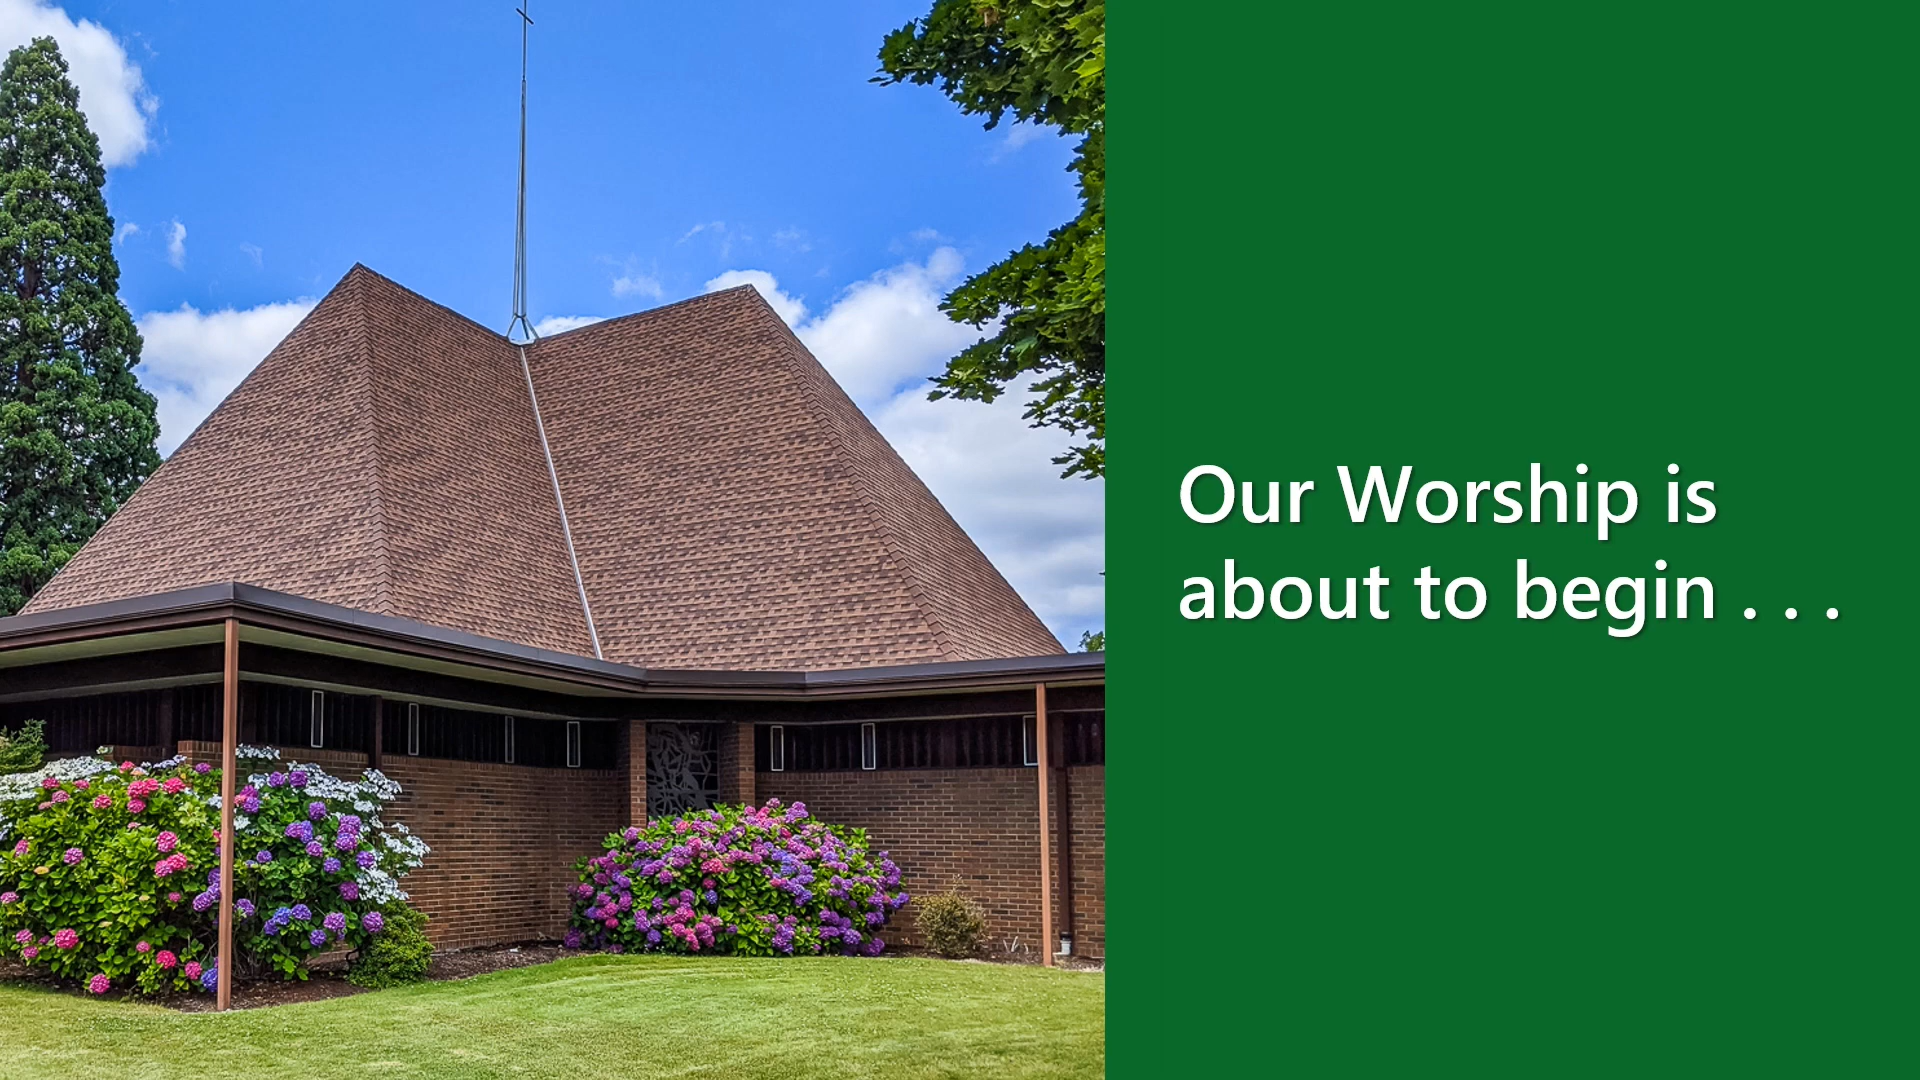 Our Worship is
about to begin . . .